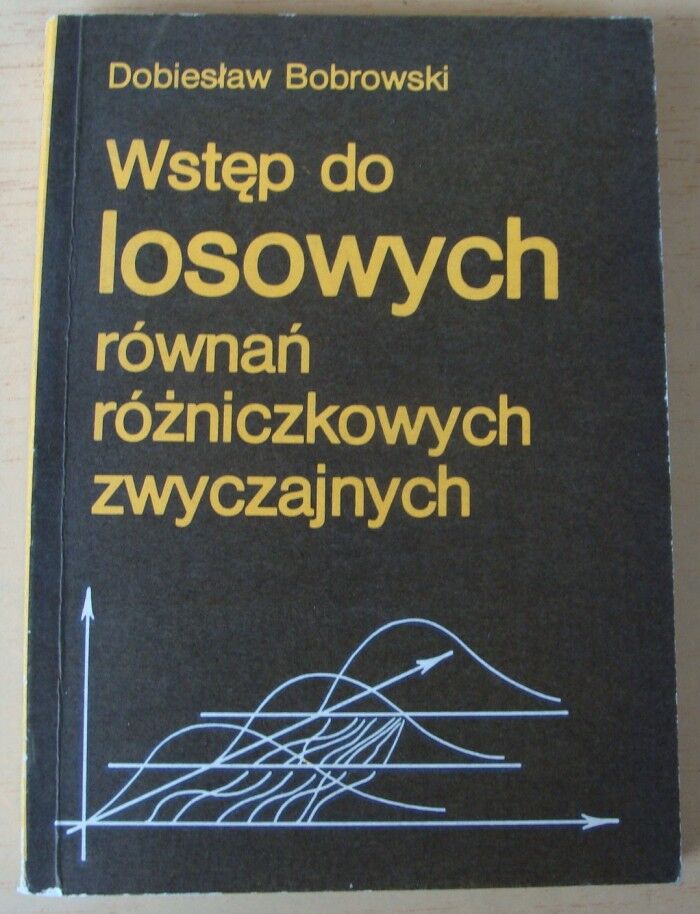 Dobiesław Bobrowski
Wstęp do
losowych
równań
różniczkowych
zwyczajnych